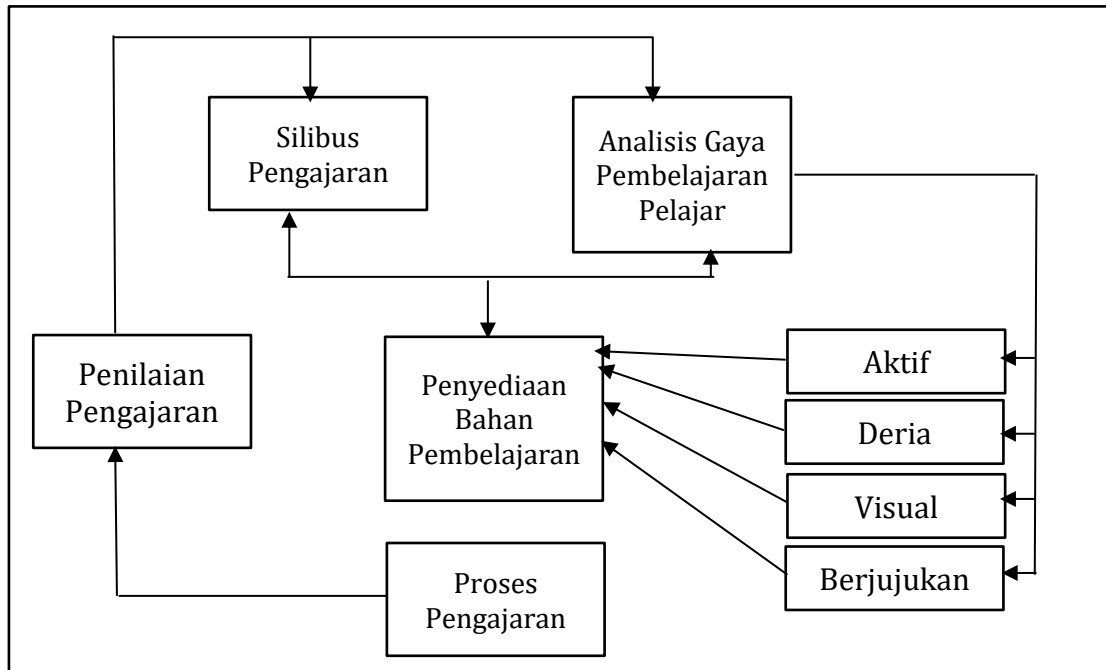 Silibus
Pengajaran
Analisis Gaya
Pembelajaran
Pelajar
Penilaian
Pengajaran
Penyediaan
Bahan
Pembelajaran
Aktif
Deria
Visual
Berjujukan
Proses
Pengajaran